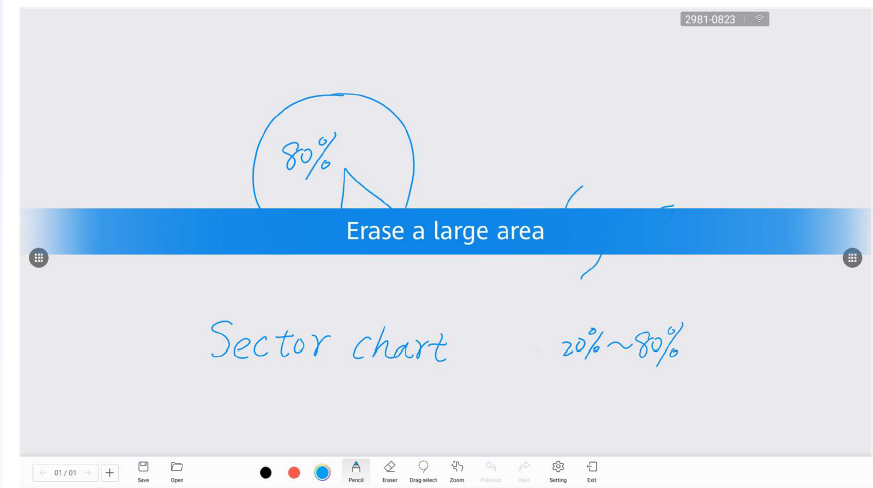 2981-0823
80%
Erase a large area
Sector chart
20%~80%
01 / 01
Save Open Pencil Eraser Drag-select Zoom Previous Next Setting Exit